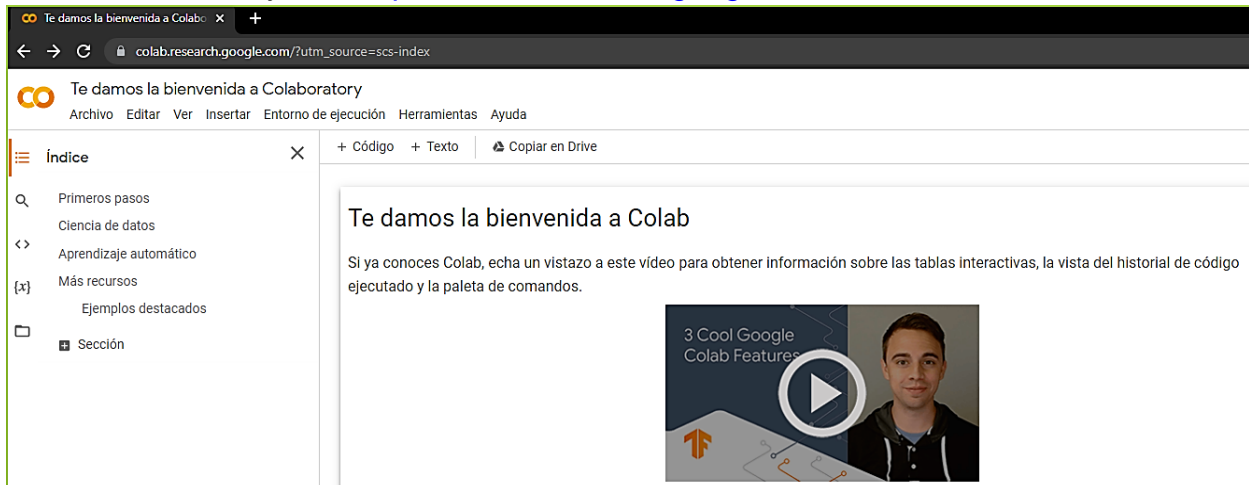 Te damos la bienvenida a Colabo
colab.research.google.com/?utm_source=scs-index
Te damos la bienvenida a Colaboratory
Archivo Editar Ver Insertar Entorno de ejecución Herramientas Ayuda
Índice
+ Código + Texto Copiar en Drive
Primeros pasos
Ciencia de datos
Aprendizaje automático
Más recursos
Ejemplos destacados
Sección
Te damos la bienvenida a Colab
Si ya conoces Colab, echa un vistazo a este vídeo para obtener información sobre las tablas interactivas, la vista del historial de código
ejecutado y la paleta de comandos.
3 Cool Google
Colab Features